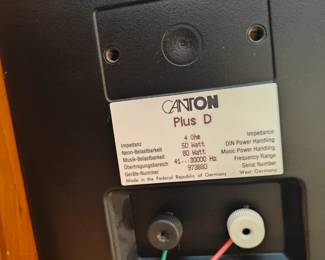 CANTON
Plus D
4 Ohm
Impedanz 50 Watt Impedance
Nenn-Belastbarkeit 80 Watt DIN Power Handling
Musik-Belastbarkeit 41...30000 Hz Music Power Handling
Übertragungsbereich 973880 Frequency Range
Geräte-Nummer Serial Number
Made in the Federal Republic of Germany West Germany